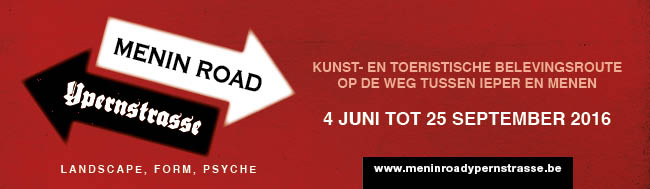 MENIN ROAD
Ypernstrasse
LANDSCAPE, FORM, PSYCHE
KUNST- EN TOERISTISCHE BELEVINGSROUTE
OP DE WEG TUSSEN IEPER EN MENEN
4 JUNI TOT 25 SEPTEMBER 2016
www.meninroadypernstrasse.be